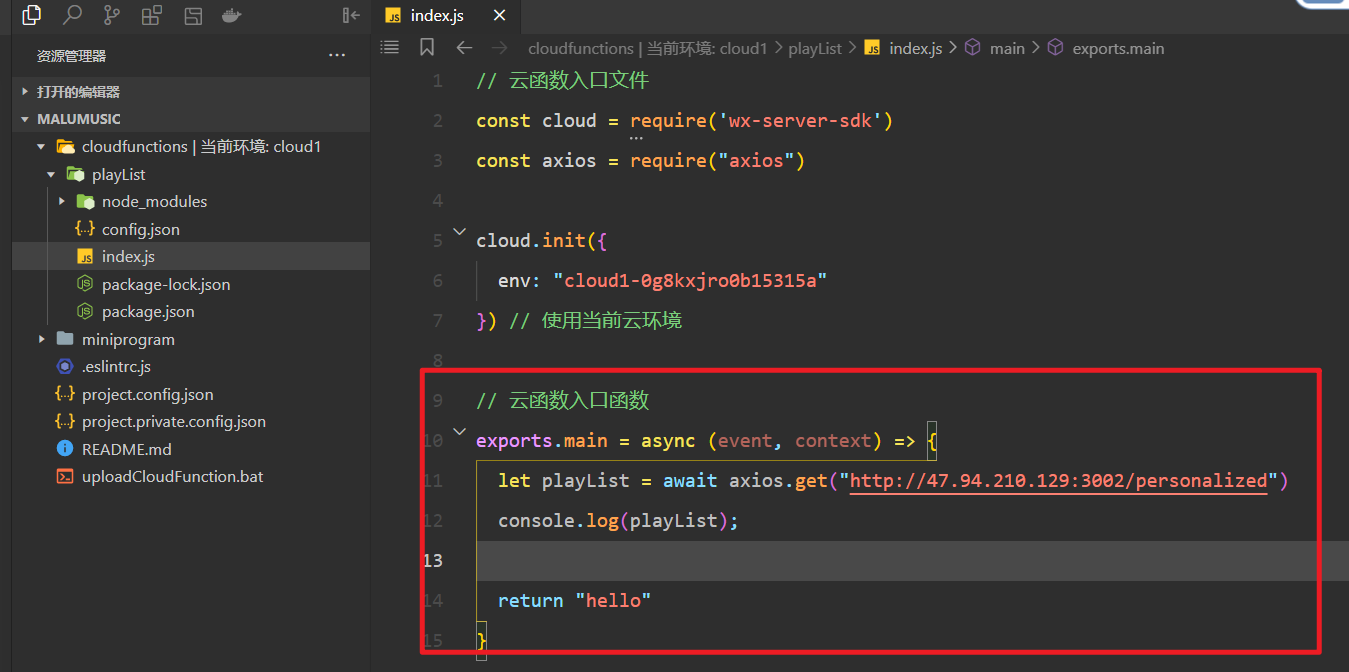 index.js
资源管理器
打开的编辑器
MALUMUSIC
cloudfunctions | 当前环境: cloud1
playList
node_modules
config.json
index.js
package-lock.json
package.json
miniprogram
.eslintrc.js
project.config.json
project.private.config.json
README.md
uploadCloudFunction.bat
cloudfunctions | 当前环境: cloud1 > playList > index.js > main > exports.main
1 // 云函数入口文件
2 const cloud = require('wx-server-sdk')
3 const axios = require("axios")
4
5 cloud.init({
6 env: "cloud1-0g8kxjro0b15315a"
7 }) // 使用当前云环境
8
9 // 云函数入口函数
10 exports.main = async (event, context) => {
11 let playList = await axios.get("http://47.94.210.129:3002/personalized")
12 console.log(playList);
13
14 return "hello"
15 }